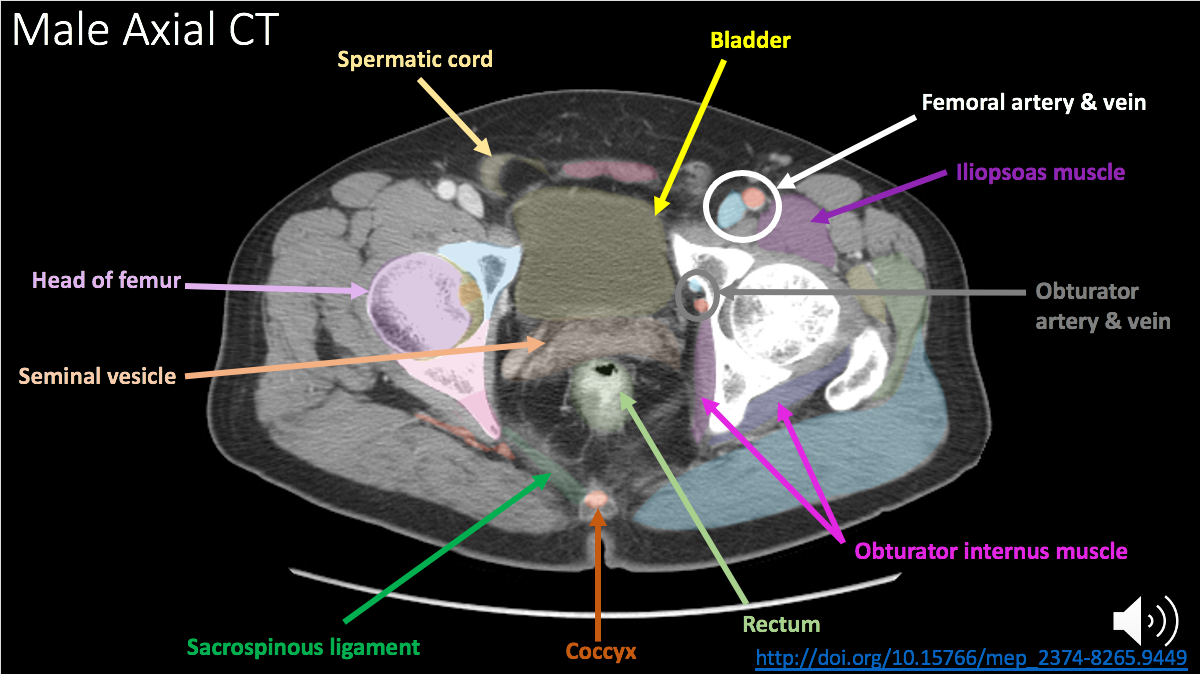 Male Axial CT
Spermatic cord
Bladder
Femoral artery & vein
Iliopsoas muscle
Head of femur
Obturator
artery & vein
Seminal vesicle
Obturator internus muscle
Rectum
Sacrospinous ligament
Coccyx
http://doi.org/10.15766/mep_2374-8265.9449